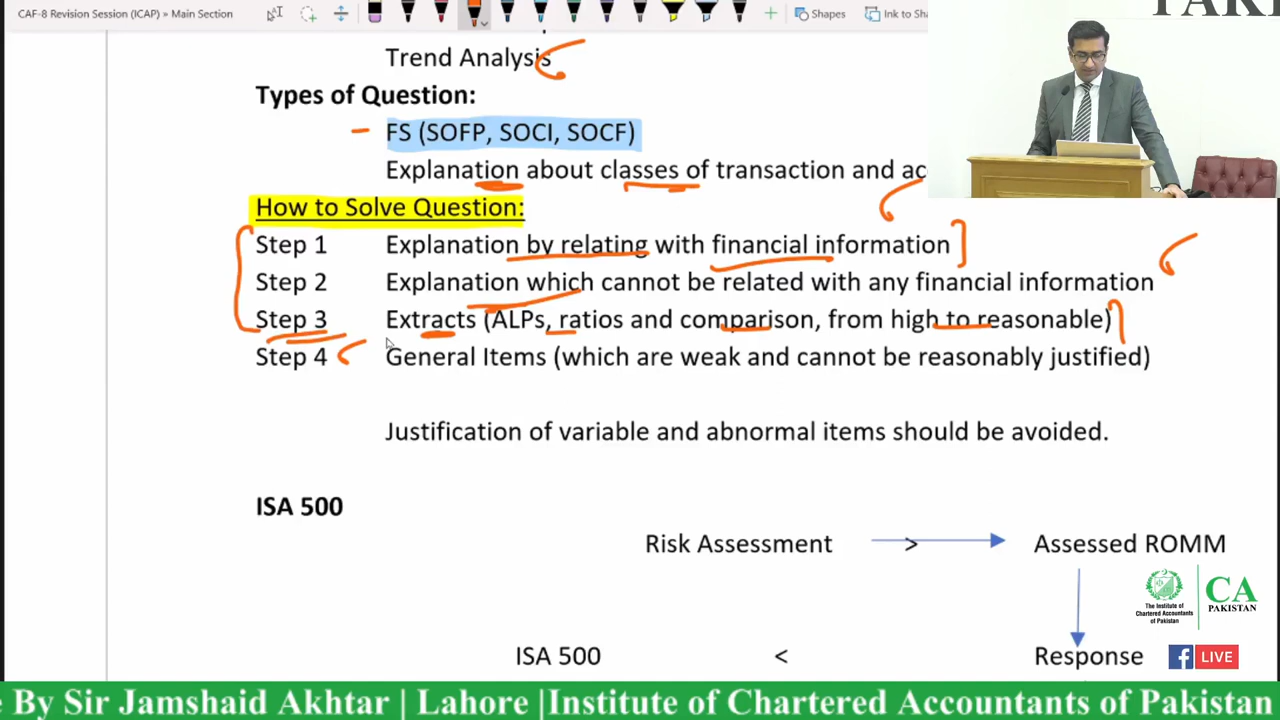 CAF-8 Revision Session (ICAP) » Main Section
Shapes
Ink to Sha
Trend Analysis
Types of Question:
FS (SOFP, SOCI, SOCF)
Explanation about classes of transaction and ac
How to Solve Question:
Step 1 Explanation by relating with financial information
Step 2 Explanation which cannot be related with any financial information
Step 3 Extracts (ALPs, ratios and comparison, from high to reasonable)
Step 4 General Items (which are weak and cannot be reasonably justified)
Justification of variable and abnormal items should be avoided.
ISA 500
Risk Assessment > Assessed ROMM
The Institute of
Chartered Accountants
of Pakistan
CA
PAKISTAN
ISA 500 < Response
f LIVE
By Sir Jamshaid Akhtar | Lahore |Institute of Chartered Accountants of Pakistan